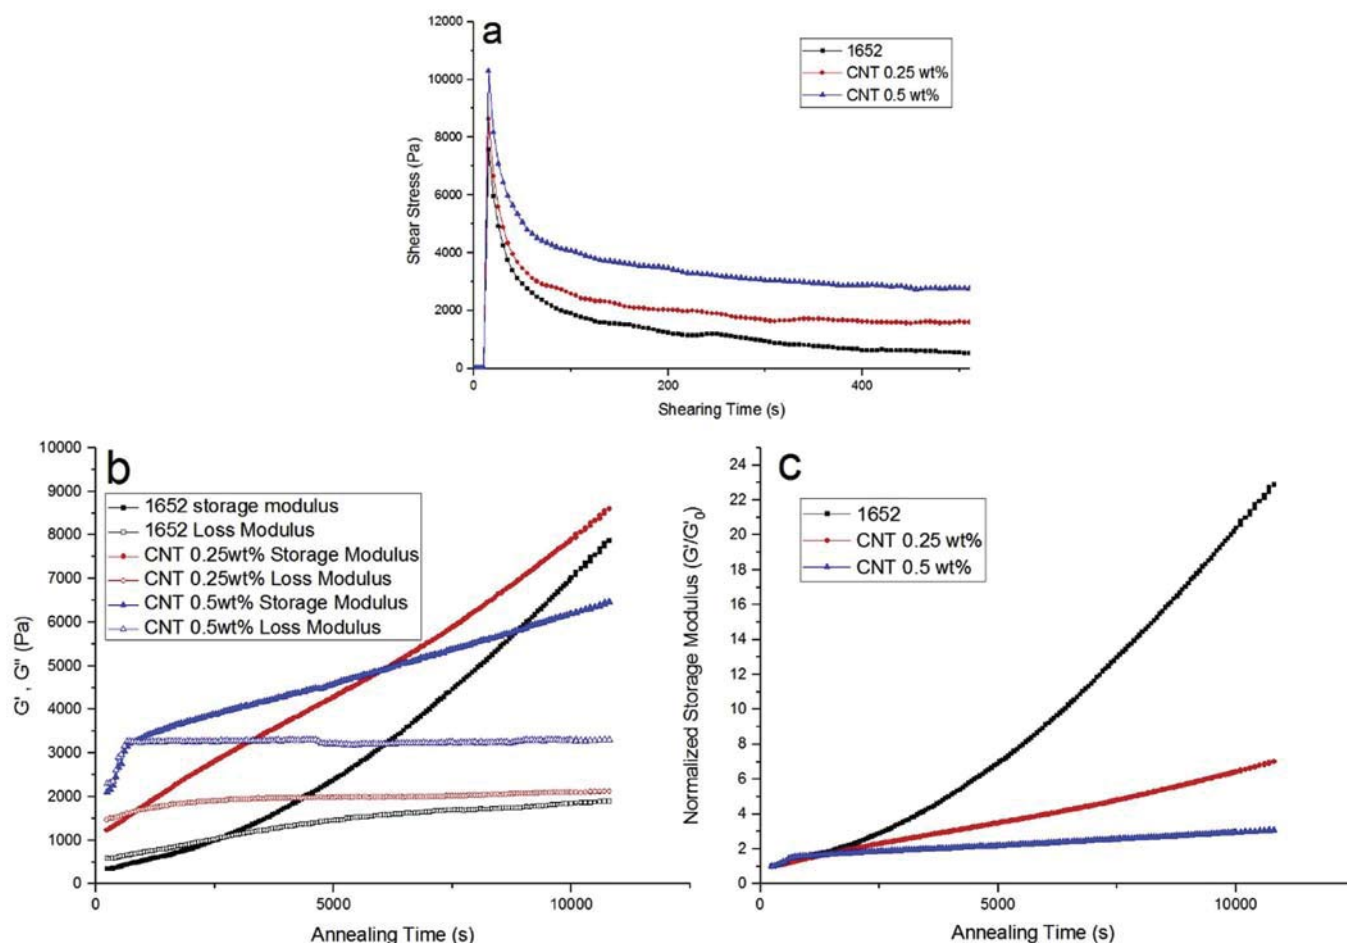 a
12000
10000
8000
6000
4000
2000
0
Shear Stress (Pa)
1652
CNT 0.25 wt%
CNT 0.5 wt%
0
200
400
Shearing Time (s)
b
10000
9000
8000
7000
6000
5000
4000
3000
2000
1000
0
G' , G'' (Pa)
1652 storage modulus
1652 Loss Modulus
CNT 0.25wt% Storage Modulus
CNT 0.25wt% Loss Modulus
CNT 0.5wt% Storage Modulus
CNT 0.5wt% Loss Modulus
0
5000
10000
Annealing Time (s)
c
24
22
20
18
16
14
12
10
8
6
4
2
0
Normalized Storage Modulus (G'/G'0)
1652
CNT 0.25 wt%
CNT 0.5 wt%
0
5000
10000
Annealing Time (s)